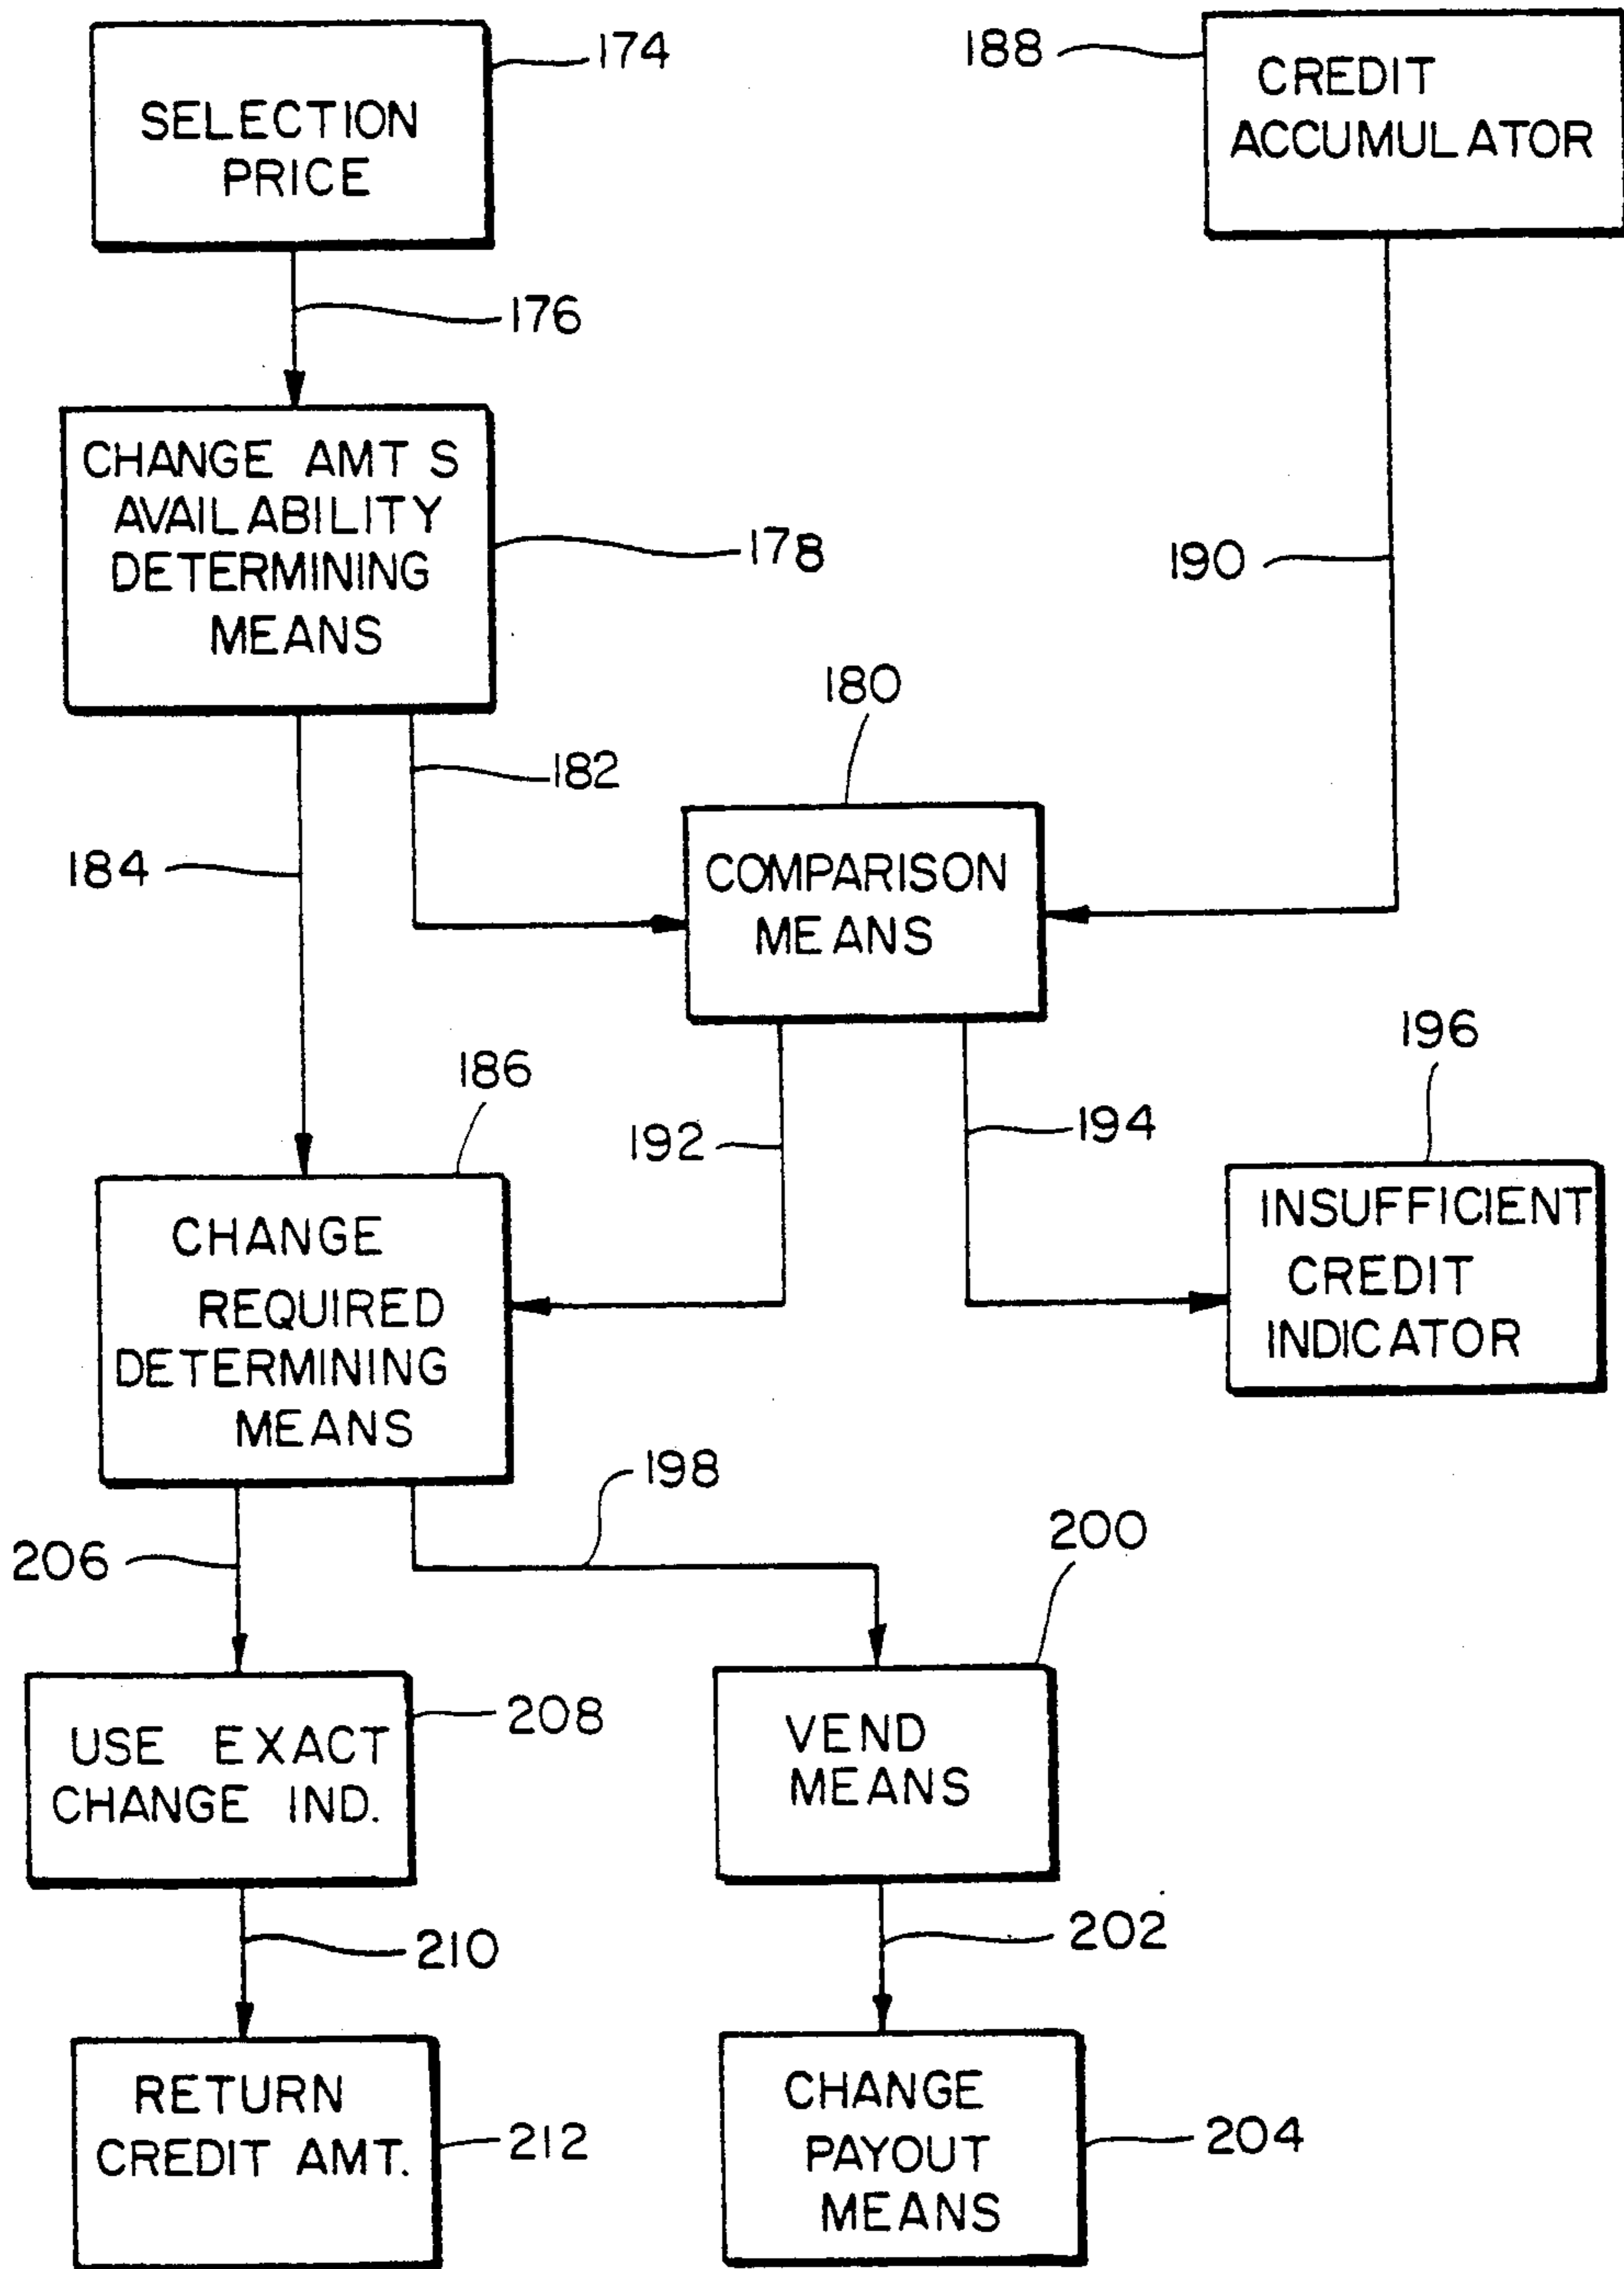 174
SELECTION
PRICE
188
CREDIT
ACCUMULATOR
176
CHANGE AMT S
AVAILABILITY
DETERMINING
MEANS
178
190
180
182
184
COMPARISON
MEANS
186
192
194
196
CHANGE
REQUIRED
DETERMINING
MEANS
INSUFFICIENT
CREDIT
INDICATOR
198
206
200
USE EXACT
CHANGE IND.
208
VEND
MEANS
210
202
RETURN
CREDIT AMT.
212
CHANGE
PAYOUT
MEANS
204